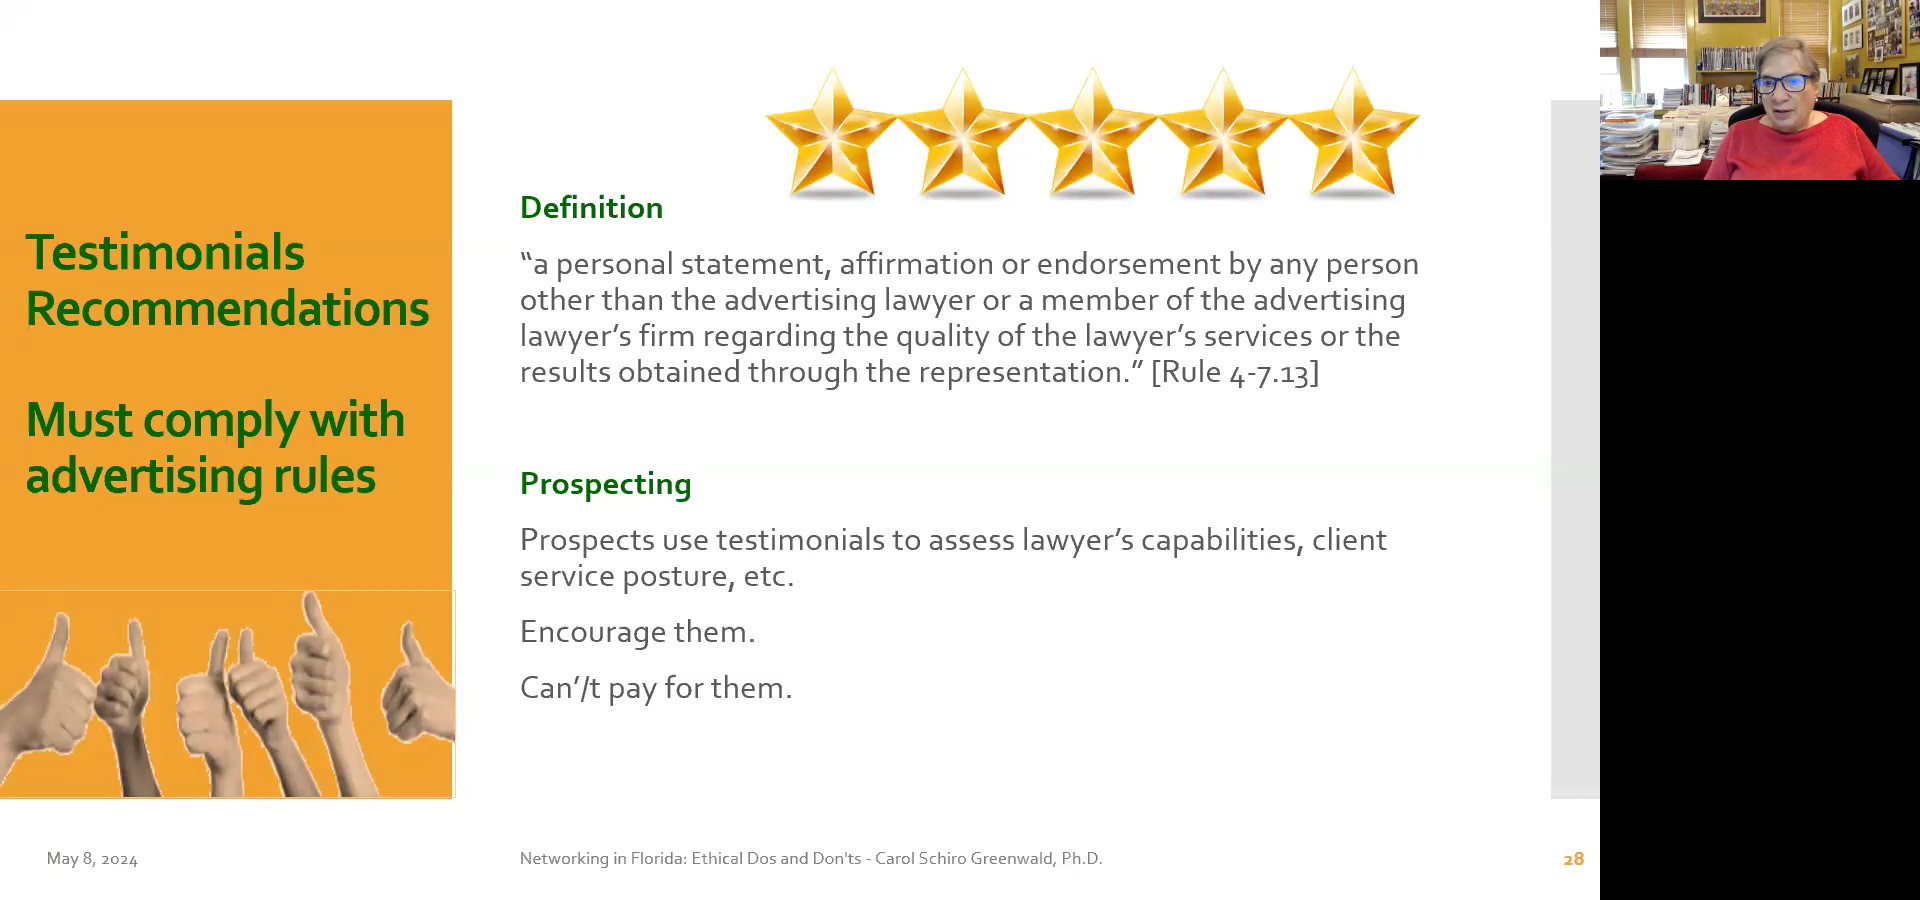 Testimonials
Recommendations
Must comply with
advertising rules
Definition
“a personal statement, affirmation or endorsement by any person
other than the advertising lawyer or a member of the advertising
lawyer’s firm regarding the quality of the lawyer’s services or the
results obtained through the representation.” [Rule 4-7.13]
Prospecting
Prospects use testimonials to assess lawyer’s capabilities, client
service posture, etc.
Encourage them.
Can’/t pay for them.
May 8, 2024
Networking in Florida: Ethical Dos and Don'ts - Carol Schiro Greenwald, Ph.D.
28